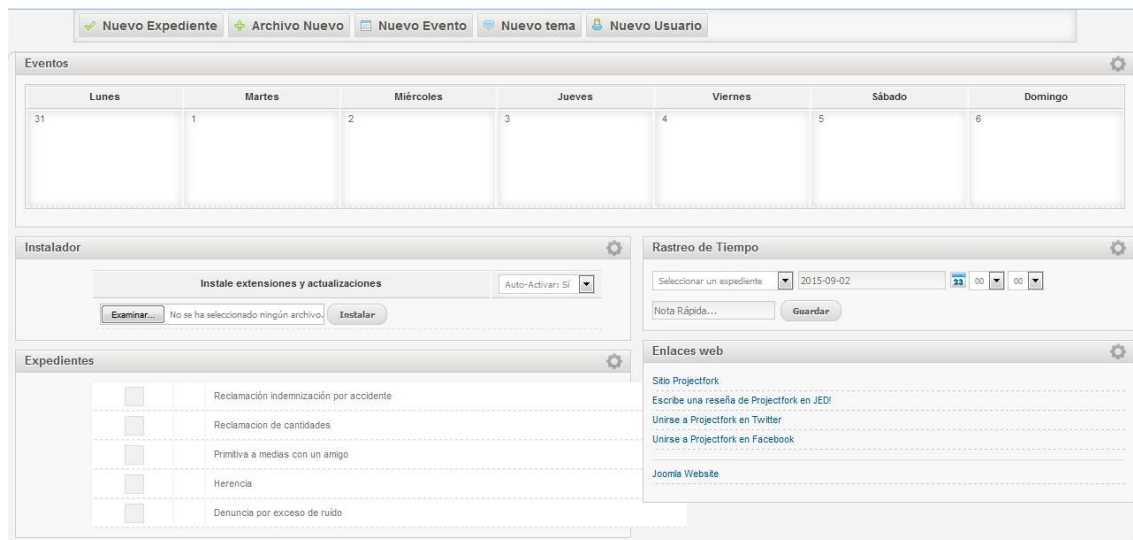 Nuevo Expediente Archivo Nuevo Nuevo Evento Nuevo tema Nuevo Usuario
Eventos
Lunes Martes Miércoles Jueves Viernes Sábado Domingo
31 1 2 3 4 5 6
Instalador
Instale extensiones y actualizaciones Auto-Activar: Sí
Examinar... No se ha seleccionado ningún archivo. Instalar
Expedientes
Reclamación indemnización por accidente
Reclamacion de cantidades
Primitiva a medias con un amigo
Herencia
Denuncia por exceso de ruído
Rastreo de Tiempo
Seleccionar un expediente 2015-09-02 23 00 00
Nota Rápida... Guardar
Enlaces web
Sitio Projectfork
Escribe una reseña de Projectfork en JED!
Unirse a Projectfork en Twitter
Unirse a Projectfork en Facebook
Joomla Website